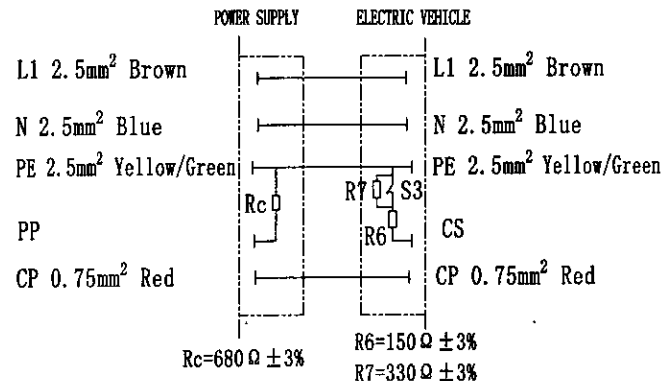 POWER SUPPLY ELECTRIC VEHICLE
L1 2.5mm² Brown L1 2.5mm² Brown
N 2.5mm² Blue N 2.5mm² Blue
PE 2.5mm² Yellow/Green PE 2.5mm² Yellow/Green
Rc R7 S3
PP R6 CS
CP 0.75mm² Red CP 0.75mm² Red
Rc=680Ω±3% R6=150Ω±3%
R7=330Ω±3%